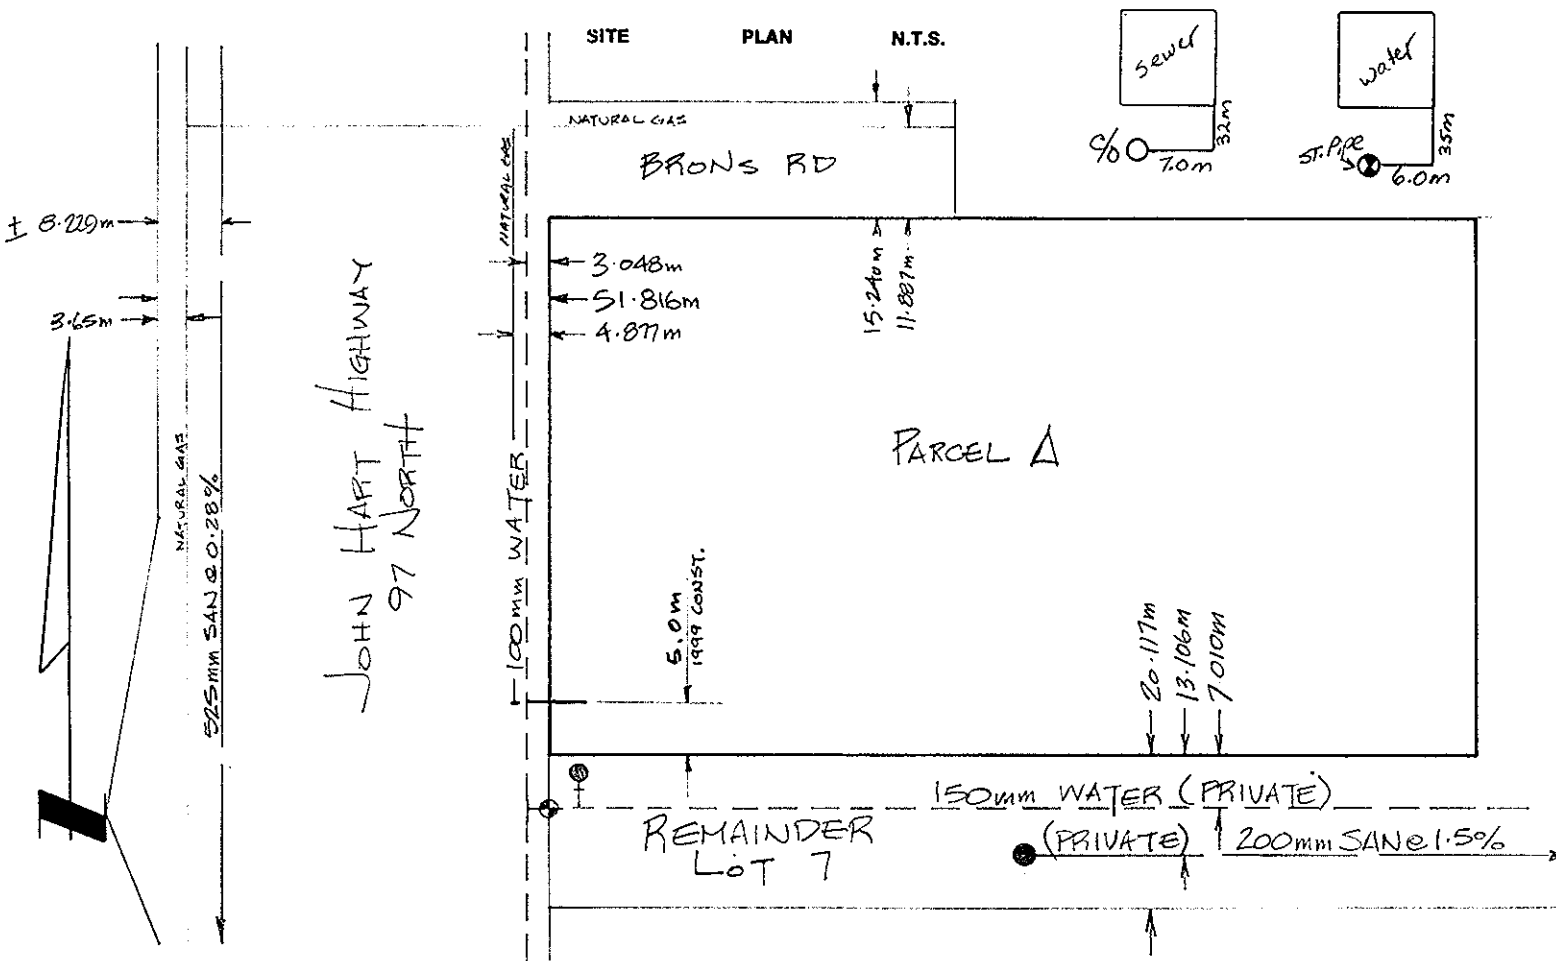 SITE PLAN N.T.S.
sewer
32m
C/O
7.0m
water
35m
ST. Pipe
6.0m
NATURAL GAS
BRONS RD
NATURAL GAS
± 8.229m
3.048m
51.816m
4.877m
3.65m
15.240m
11.887m
JOHN HART HIGHWAY
97 NORTH
NATURAL GAS
525mm SAN @ 0.28%
100mm WATER
PARCEL A
5.0m
1999 CONST.
20.117m
13.106m
7.010m
150mm WATER (PRIVATE)
REMAINDER
LOT 7
(PRIVATE) 200mm SAN @ 1.5%